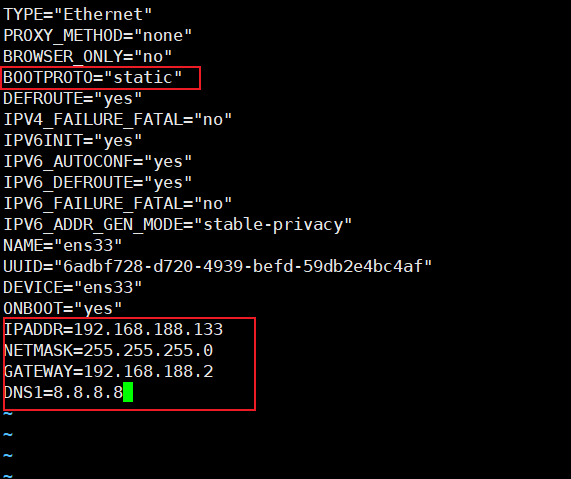 TYPE="Ethernet"
PROXY_METHOD="none"
BROWSER_ONLY="no"
BOOTPROTO="static"
DEFROUTE="yes"
IPV4_FAILURE_FATAL="no"
IPV6INIT="yes"
IPV6_AUTOCONF="yes"
IPV6_DEFROUTE="yes"
IPV6_FAILURE_FATAL="no"
IPV6_ADDR_GEN_MODE="stable-privacy"
NAME="ens33"
UUID="6adbf728-d720-4939-befd-59db2e4bc4af"
DEVICE="ens33"
ONBOOT="yes"
IPADDR=192.168.188.133
NETMASK=255.255.255.0
GATEWAY=192.168.188.2
DNS1=8.8.8.8
~
~
~
~